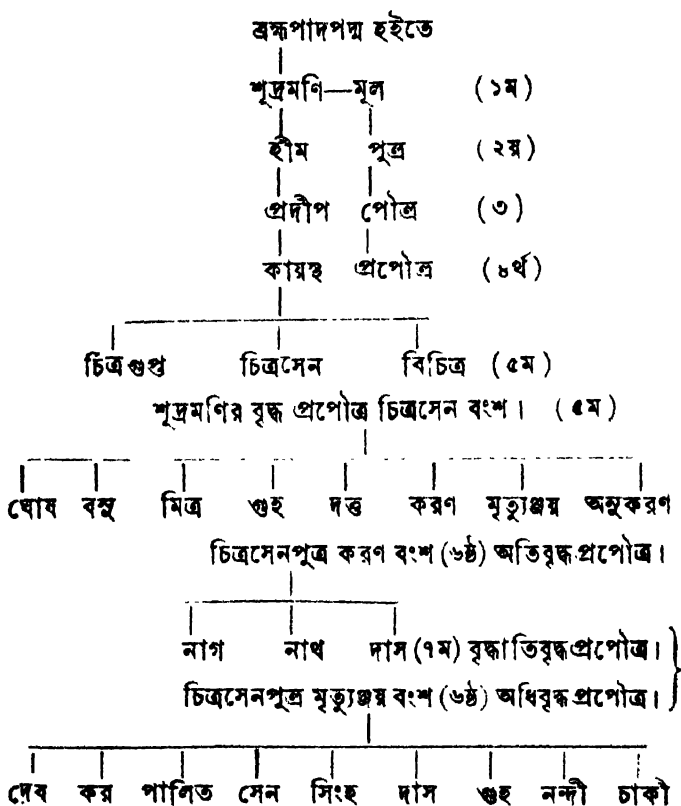 ব্রহ্মপাদপদ্ম হইতে
শূদ্রমণি—মূল (১ম)
হীম পুত্র (২য়)
প্রদীপ পৌত্র (৩)
কায়স্থ প্রপৌত্র (৪র্থ)
চিত্রগুপ্ত চিত্রসেন বিচিত্র (৫ম)
শূদ্রমণির বৃদ্ধ প্রপৌত্র চিত্রসেন বংশ। (৫ম)
ঘোষ বসু মিত্র গুহ দত্ত করণ মৃত্যুঞ্জয় অনুকরণ
চিত্রসেনপুত্র করণ বংশ (৬ষ্ঠ) অতিবৃদ্ধপ্রপৌত্র।
নাগ নাথ দাস (৭ম) বৃদ্ধাতিবৃদ্ধপ্রপৌত্র।
চিত্রসেনপুত্র মৃত্যুঞ্জয় বংশ (৬ষ্ঠ) অধিবৃদ্ধপ্রপৌত্র।
দেব কর পালিত সেন সিংহ দাস গুহ নন্দী চাকী